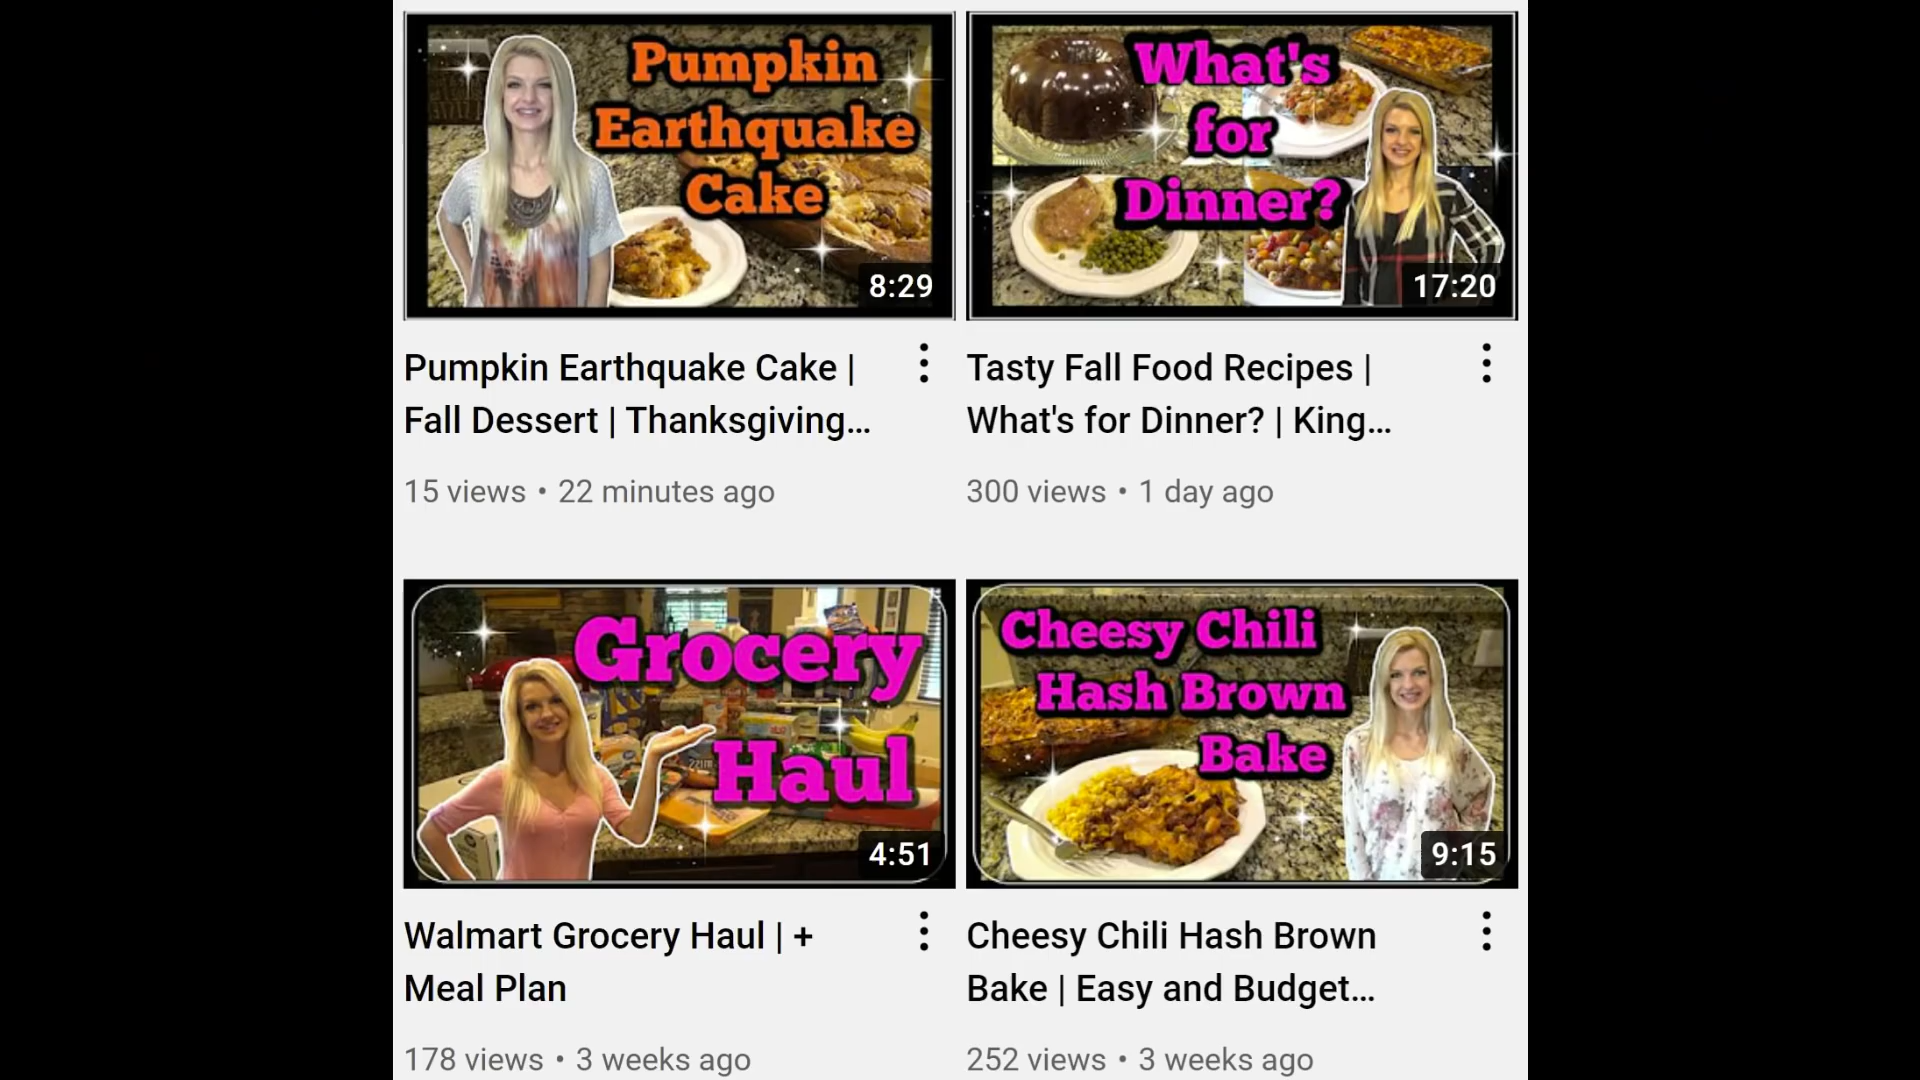 Pumpkin
Earthquake
Cake
8:29
What's
for
Dinner?
17:20
Pumpkin Earthquake Cake |
Fall Dessert | Thanksgiving...
15 views • 22 minutes ago
Tasty Fall Food Recipes |
What's for Dinner? | King...
300 views • 1 day ago
Grocery
Haul
4:51
Cheesy Chili
Hash Brown
Bake
9:15
Walmart Grocery Haul | +
Meal Plan
178 views • 3 weeks ago
Cheesy Chili Hash Brown
Bake | Easy and Budget...
252 views • 3 weeks ago